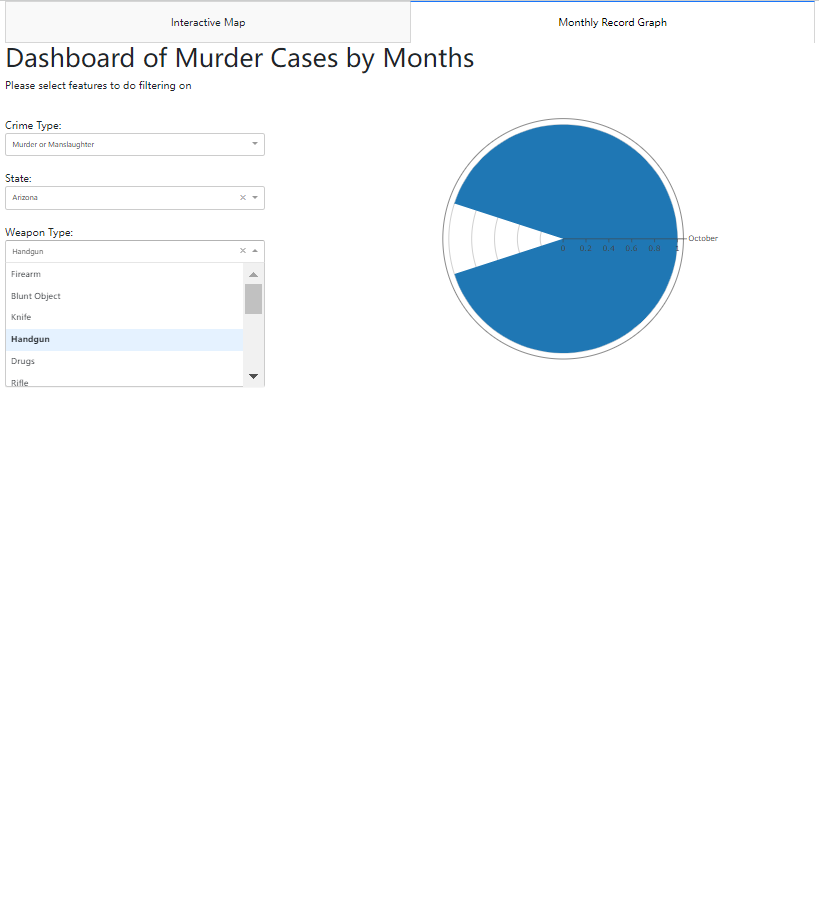 Interactive Map
Monthly Record Graph
Dashboard of Murder Cases by Months
Please select features to do filtering on
Crime Type:
Murder or Manslaughter
State:
Arizona
Weapon Type:
Handgun
Firearm
Blunt Object
Knife
Handgun
Drugs
Rifle
0 0.2 0.4 0.6 0.8 1
October